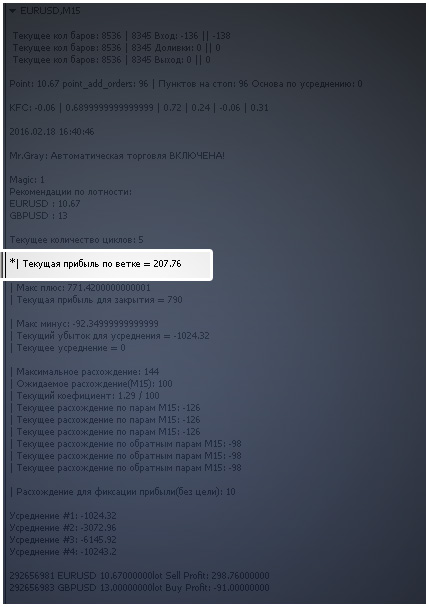 ▼ EURUSD,M15
Текущее кол баров: 8536 | 8345 Вход: -136 || -138
Текущее кол баров: 8536 | 8345 Доливки: 0 || 0
Текущее кол баров: 8536 | 8345 Выход: 0 || 0
Point: 10.67 point_add_orders: 96 | Пунктов на стоп: 96 Основа по усреднению: 0
KFC: -0.06 | 0.6899999999999999 | 0.72 | 0.24 | -0.06 | 0.31
2016.02.18 16:40:46
Mr.Gray: Автоматическая торговля ВКЛЮЧЕНА!
Magic: 1
Рекомендации по лотности:
EURUSD : 10.67
GBPUSD : 13
Текущее количество циклов: 5
*| Текущая прибыль по ветке = 207.76
| Макс плюс: 771.4200000000001
| Текущая прибыль для закрытия = 790
| Макс минус: -92.34999999999999
| Текущий убыток для усреднения = -1024.32
| Текущее усреднение = 0
| Максимальное расхождение: 144
| Ожидаемое расхождение(M15): 100
| Текущий коефициент: 1.29 / 100
| Текущее расхождение по парам M15: -126
| Текущее расхождение по парам M15: -126
| Текущее расхождение по парам M15: -126
| Текущее расхождение по обратным парам M15: -98
| Текущее расхождение по обратным парам M15: -98
| Текущее расхождение по обратным парам M15: -98
| Расхождение для фиксации прибыли(без цели): 10
Усреднение #1: -1024.32
Усреднение #2: -3072.96
Усреднение #3: -6145.92
Усреднение #4: -10243.2
292656981 EURUSD 10.67000000lot Sell Profit: 298.76000000
292656983 GBPUSD 13.00000000lot Buy Profit: -91.00000000